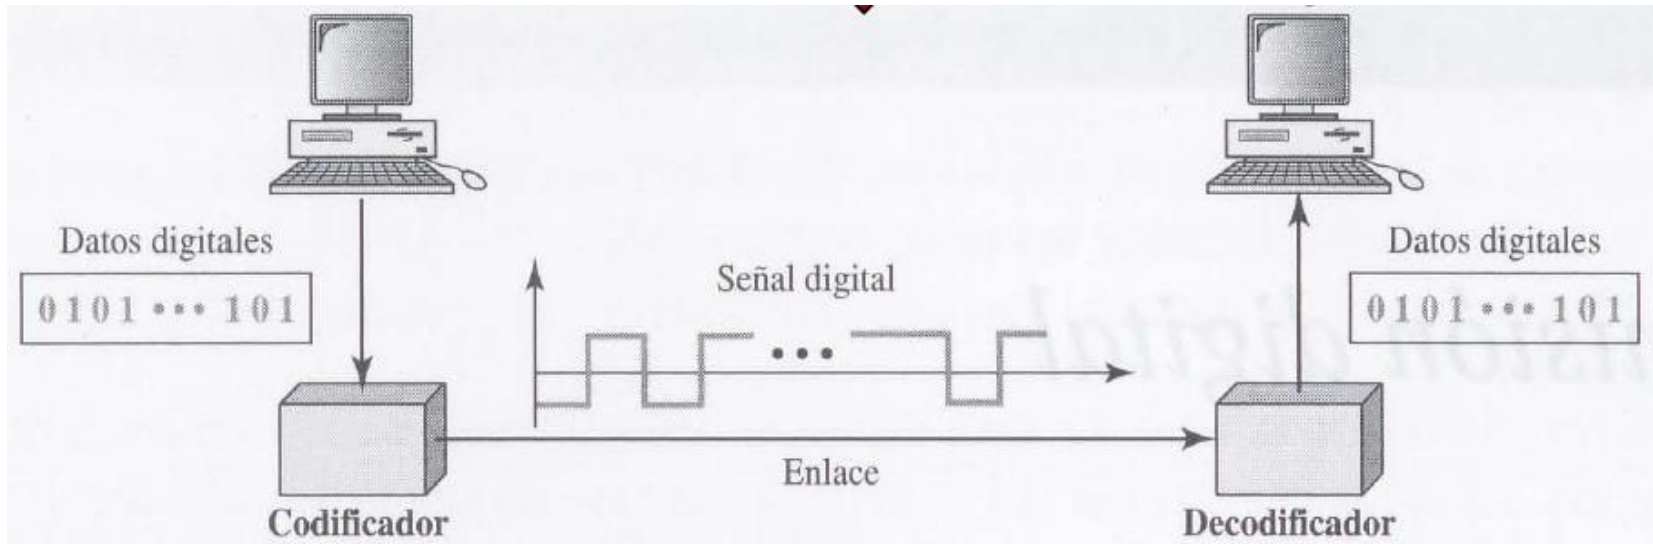 Datos digitales
0101 ••• 101
Señal digital
Datos digitales
0101 ••• 101
Enlace
Codificador
Decodificador